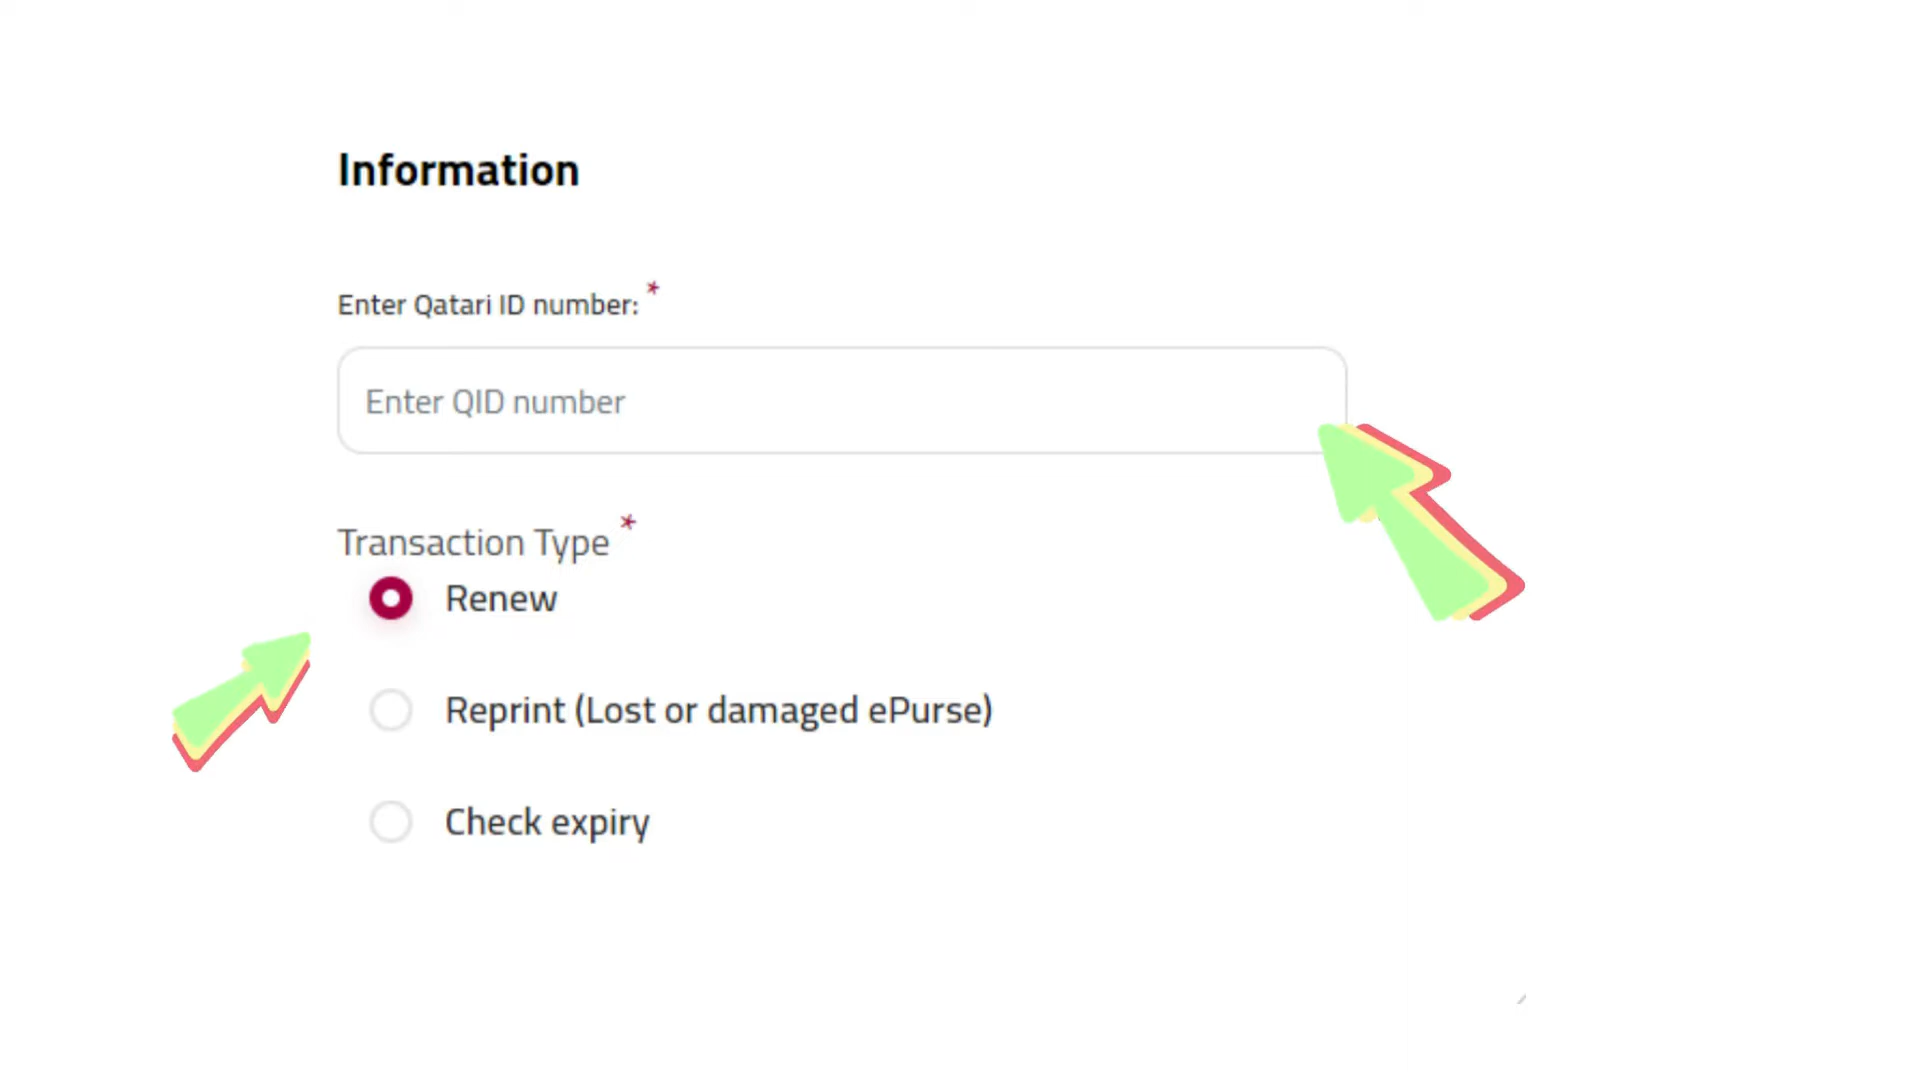 Information
Enter Qatari ID number: *
Enter QID number
Transaction Type *
Renew
Reprint (Lost or damaged ePurse)
Check expiry